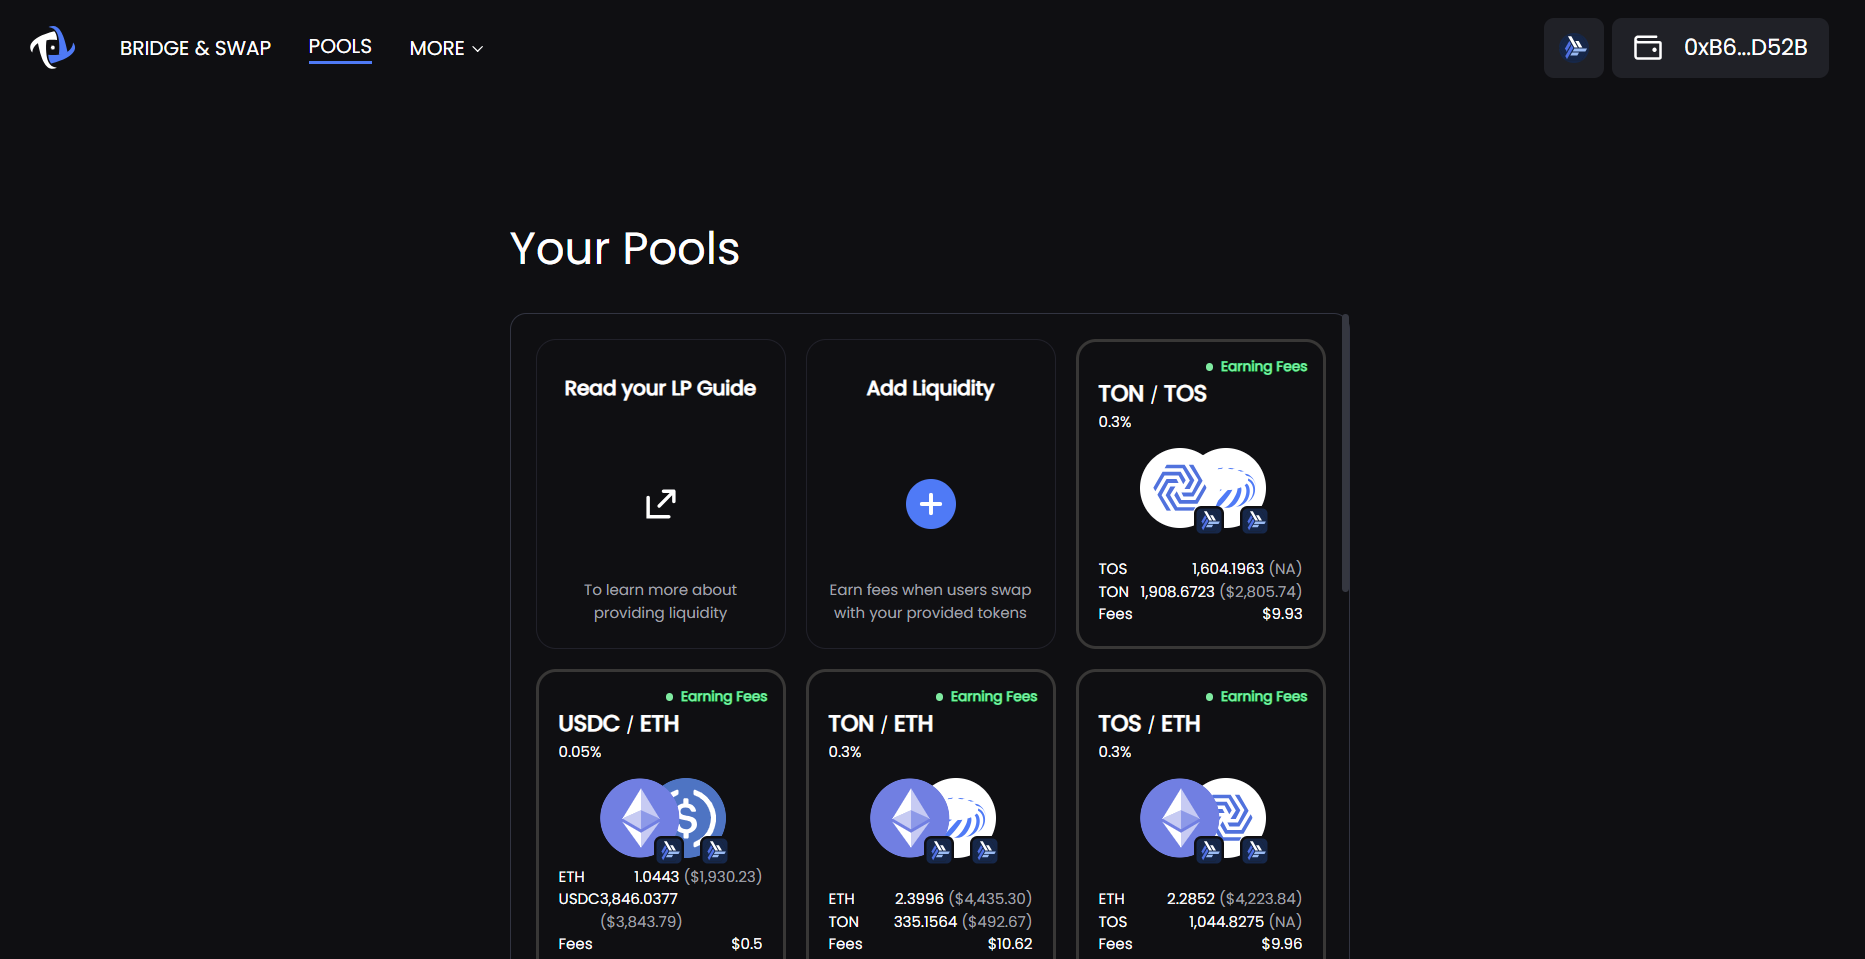 BRIDGE & SWAP
POOLS
MORE
0xB6...D52B
Your Pools
Read your LP Guide
To learn more about
providing liquidity
Add Liquidity
Earn fees when users swap
with your provided tokens
Earning Fees
TON / TOS
0.3%
TOS 1,604.1963 (NA)
TON 1,908.6723 ($2,805.74)
Fees $9.93
Earning Fees
USDC / ETH
0.05%
ETH 1.0443 ($1,930.23)
USDC3,846.0377
($3,843.79)
Fees $0.5
Earning Fees
TON / ETH
0.3%
ETH 2.3996 ($4,435.30)
TON 335.1564 ($492.67)
Fees $10.62
Earning Fees
TOS / ETH
0.3%
ETH 2.2852 ($4,223.84)
TOS 1,044.8275 (NA)
Fees $9.96